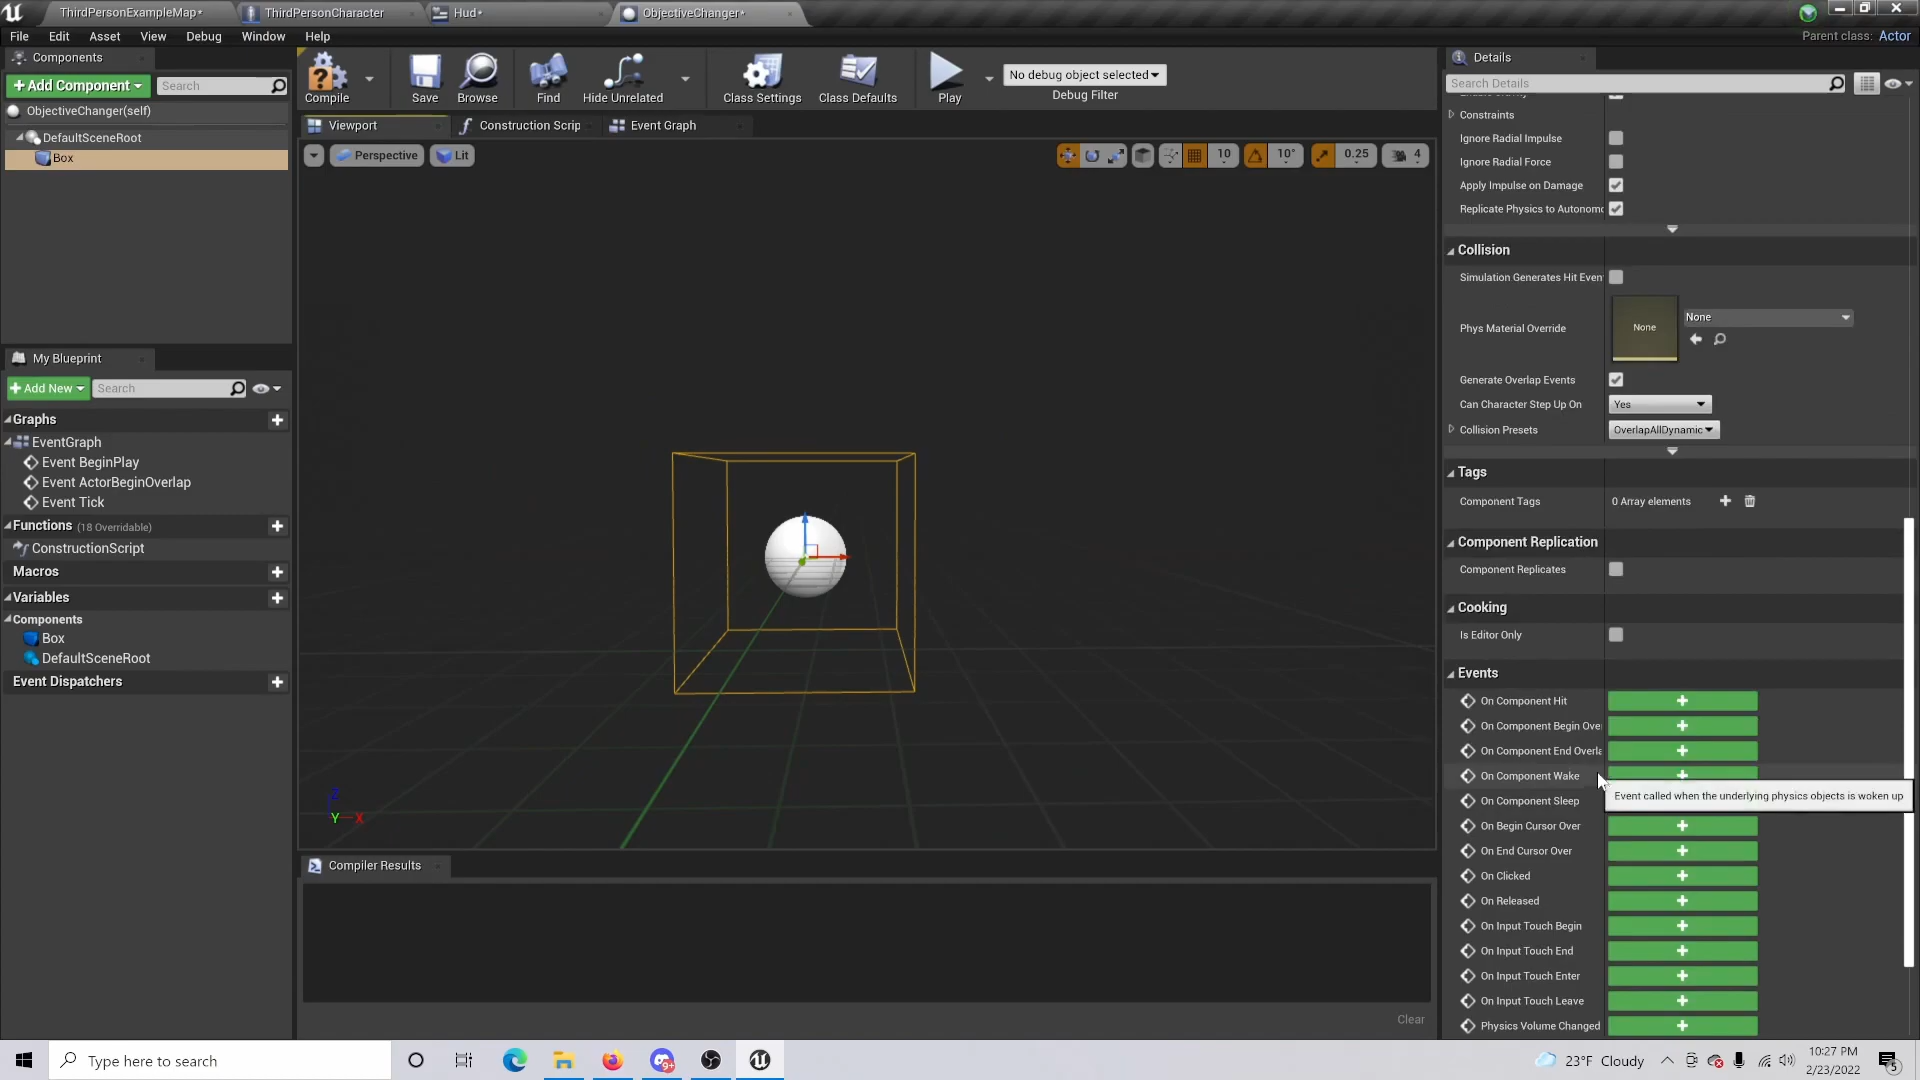 ThirdPersonExampleMap*
ThirdPersonCharacter
Hud*
ObjectiveChanger*
File Edit Asset View Debug Window Help
Parent class: Actor
Components
+Add Component
Search
ObjectiveChanger(self)
DefaultSceneRoot
Box
My Blueprint
+Add New
Search
Graphs
EventGraph
Event BeginPlay
Event ActorBeginOverlap
Event Tick
Functions (18 Overridable)
ConstructionScript
Macros
Variables
Components
Box
DefaultSceneRoot
Event Dispatchers
Compile
Save
Browse
Find
Hide Unrelated
Class Settings
Class Defaults
Play
No debug object selected
Debug Filter
Viewport
Construction Scrip
Event Graph
Perspective
Lit
10
10°
0.25
4
Z
Y
X
Compiler Results
Clear
Details
Search Details
Constraints
Ignore Radial Impulse
Ignore Radial Force
Apply Impulse on Damage
Replicate Physics to Autonomo
Collision
Simulation Generates Hit Even
Phys Material Override
None
None
Generate Overlap Events
Can Character Step Up On
Yes
Collision Presets
OverlapAllDynamic
Tags
Component Tags
0 Array elements
Component Replication
Component Replicates
Cooking
Is Editor Only
Events
On Component Hit
On Component Begin Ove
On Component End Overla
On Component Wake
Event called when the underlying physics objects is woken up
On Component Sleep
On Begin Cursor Over
On End Cursor Over
On Clicked
On Released
On Input Touch Begin
On Input Touch End
On Input Touch Enter
On Input Touch Leave
Physics Volume Changed
Type here to search
9+
23°F Cloudy
10:27 PM
2/23/2022
5